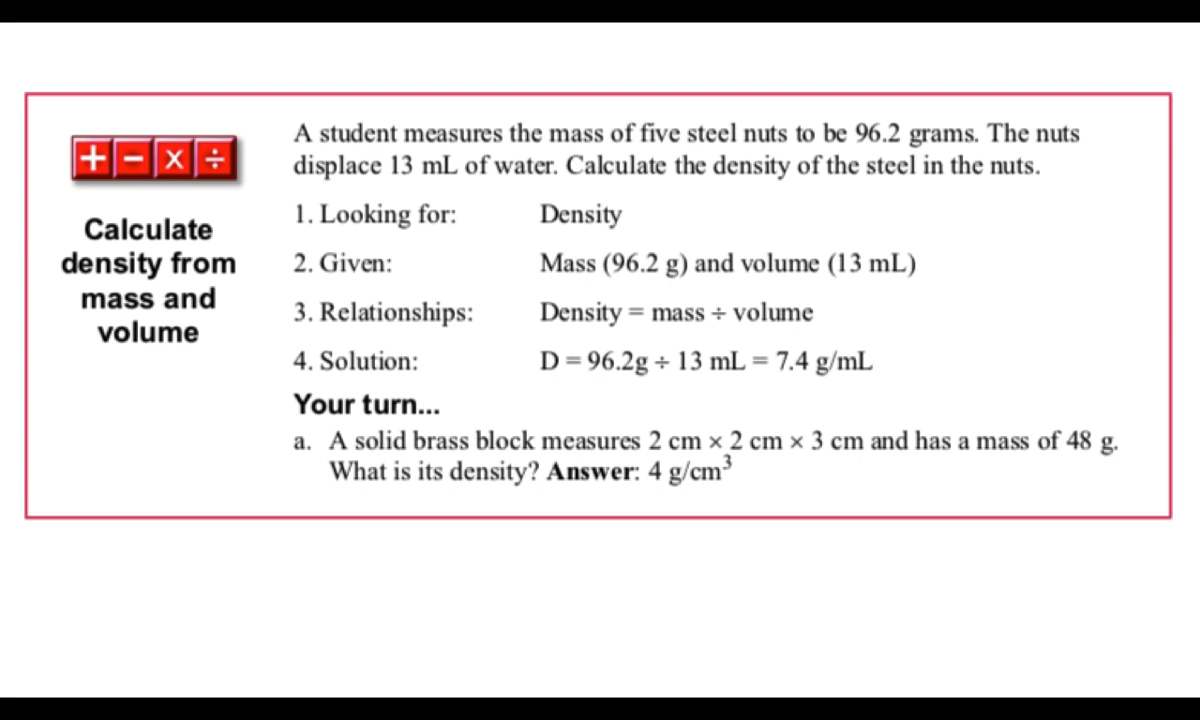 + − x ÷
Calculate
density from
mass and
volume
A student measures the mass of five steel nuts to be 96.2 grams. The nuts
displace 13 mL of water. Calculate the density of the steel in the nuts.
1. Looking for: Density
2. Given: Mass (96.2 g) and volume (13 mL)
3. Relationships: Density = mass ÷ volume
4. Solution: D = 96.2g ÷ 13 mL = 7.4 g/mL
Your turn...
a. A solid brass block measures 2 cm × 2 cm × 3 cm and has a mass of 48 g.
What is its density? Answer: 4 g/cm³